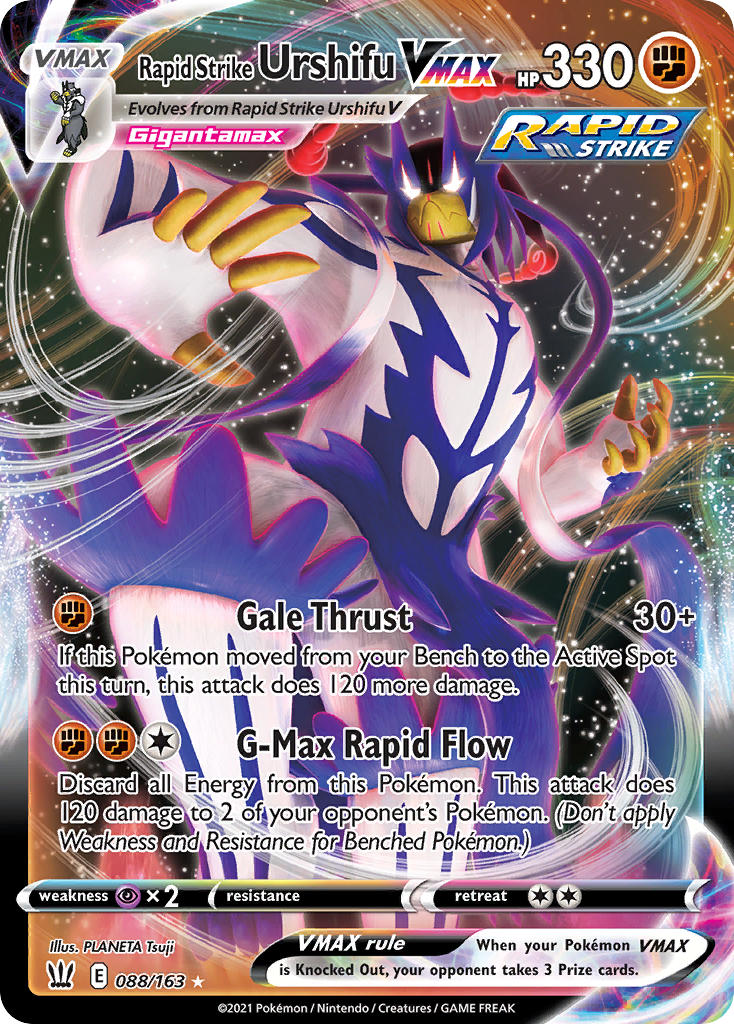 VMAX
Rapid Strike Urshifu VMAX HP 330
Evolves from Rapid Strike Urshifu V
Gigantamax
RAPID STRIKE
Gale Thrust 30+
If this Pokémon moved from your Bench to the Active Spot
this turn, this attack does 120 more damage.
G-Max Rapid Flow
Discard all Energy from this Pokémon. This attack does
120 damage to 2 of your opponent's Pokémon. (Don't apply
Weakness and Resistance for Benched Pokémon.)
weakness ×2 resistance retreat
Illus. PLANETA Tsuji
VMAX rule When your Pokémon VMAX
is Knocked Out, your opponent takes 3 Prize cards.
E 088/163
©2021 Pokémon / Nintendo / Creatures / GAME FREAK